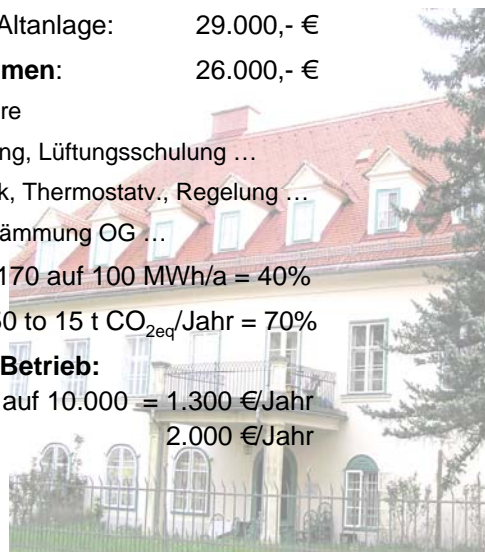 Altanlage: 29.000,- €
men: 26.000,- €
re
ng, Lüftungsschulung …
k, Thermostatv., Regelung …
ämmung OG …
170 auf 100 MWh/a = 40%
50 to 15 t CO2eq/Jahr = 70%
Betrieb:
auf 10.000 = 1.300 €/Jahr
2.000 €/Jahr